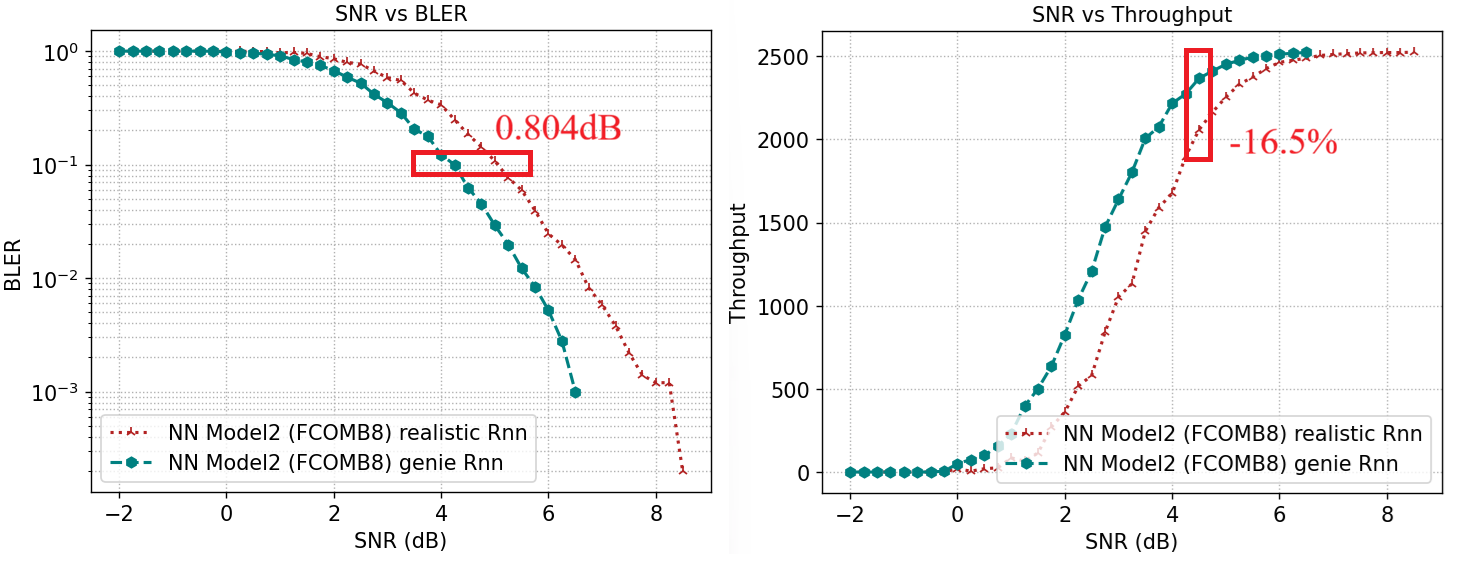 SNR vs BLER
BLER
10⁰
10⁻¹
10⁻²
10⁻³
0.804dB
NN Model2 (FCOMB8) realistic Rnn
NN Model2 (FCOMB8) genie Rnn
−2 0 2 4 6 8
SNR (dB)
SNR vs Throughput
Throughput
2500
2000
1500
1000
500
0
-16.5%
NN Model2 (FCOMB8) realistic Rnn
NN Model2 (FCOMB8) genie Rnn
−2 0 2 4 6 8
SNR (dB)